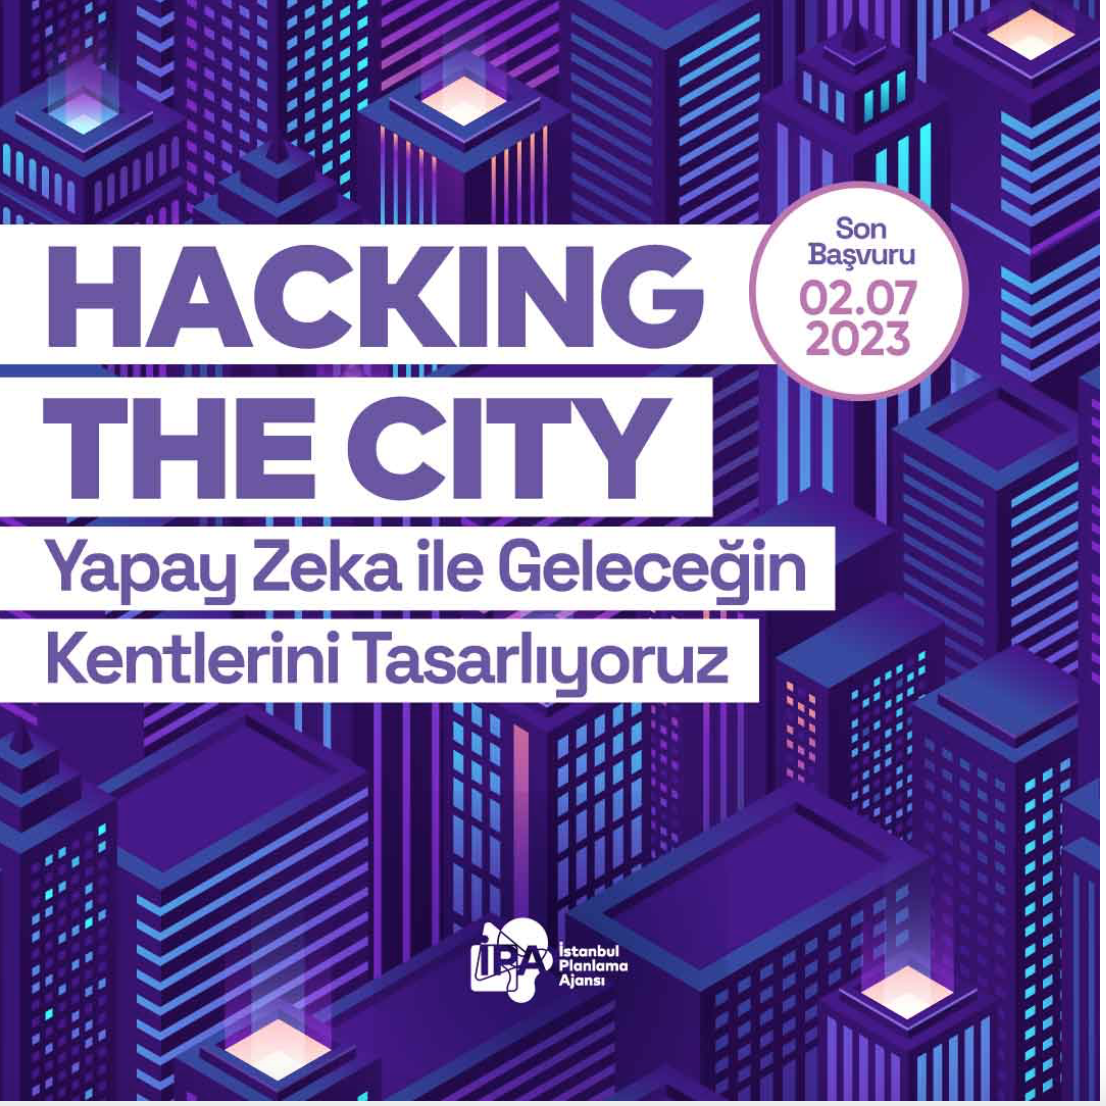 HACKING
THE CITY
Yapay Zeka ile Geleceğin
Kentlerini Tasarlıyoruz
Son
Başvuru
02.07
2023
İPA
İstanbul
Planlama
Ajansı